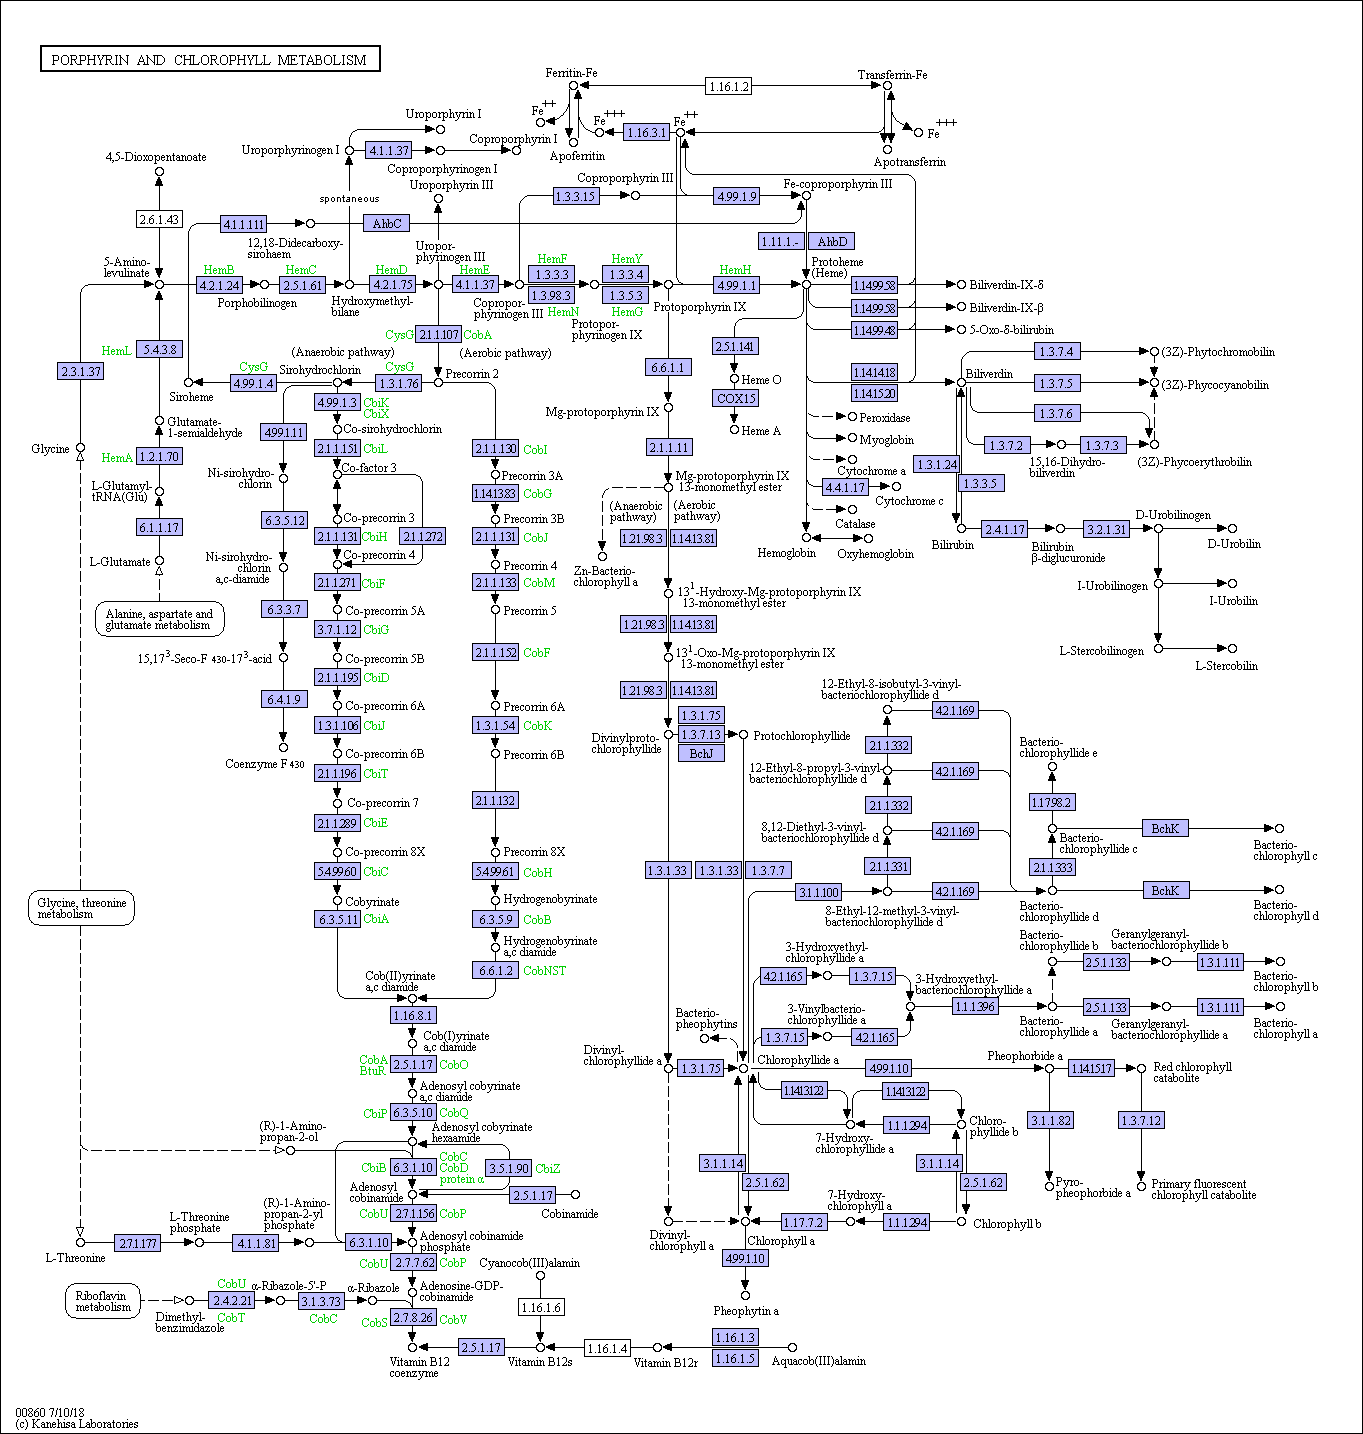 PORPHYRIN AND CHLOROPHYLL METABOLISM
Ferritin-Fe
1.16.1.2
Transferrin-Fe
Fe++
Fe+++
1.16.3.1
Fe++
Fe+++
Apoferritin
Apotransferrin
Uroporphyrin I
Uroporphyrinogen I
4.1.1.37
Coproporphyrin I
Coproporphyrinogen I
4,5-Dioxopentanoate
Uroporphyrin III
Coproporphyrin III
Fe-coproporphyrin III
spontaneous
1.3.3.15
4.99.1.9
2.6.1.43
4.1.1.111
AhbC
12,18-Didecarboxy-
sirohaem
Uropor-
phyrinogen III
1.11.1.-
AhbD
5-Amino-
levulinate
HemB
HemC
HemD
HemE
HemF
HemY
HemH
Protoheme
(Heme)
4.2.1.24
2.5.1.61
4.2.1.75
4.1.1.37
1.3.3.3
1.3.3.4
4.99.1.1
1.14.99.58
Biliverdin-IX-δ
Porphobilinogen
Hydroxymethyl-
bilane
Copropor-
phyrinogen III
1.3.98.3
1.3.5.3
HemN
HemG
Protopor-
phyrinogen IX
Protoporphyrin IX
1.14.99.58
Biliverdin-IX-β
1.14.99.48
5-Oxo-δ-bilirubin
CysG
2.1.1.107
CobA
HemL
5.4.3.8
(Anaerobic pathway)
(Aerobic pathway)
2.5.1.141
2.3.1.37
CysG
Sirohydrochlorin
CysG
Precorrin 2
6.6.1.1
Heme O
1.14.14.18
Biliverdin
1.3.7.4
(3Z)-Phytochromobilin
Siroheme
4.99.1.4
1.3.1.76
1.14.15.20
1.3.7.5
(3Z)-Phycocyanobilin
4.99.1.3
CbiK
CbiX
COX15
Mg-protoporphyrin IX
Peroxidase
1.3.7.6
Glutamate-
1-semialdehyde
4.99.1.11
Co-sirohydrochlorin
Heme A
Myoglobin
Glycine
HemA
1.2.1.70
2.1.1.151
CbiL
2.1.1.130
CobI
2.1.1.11
1.3.7.2
1.3.7.3
(3Z)-Phycoerythrobilin
15,16-Dihydro-
biliverdin
1.3.1.24
1.3.3.5
Cytochrome a
Ni-sirohydro-
chlorin
Co-factor 3
Precorrin 3A
Mg-protoporphyrin IX
13-monomethyl ester
4.4.1.17
Cytochrome c
L-Glutamyl-
tRNA(Glu)
1.14.13.83
CobG
Catalase
6.1.1.17
6.3.5.12
Co-precorrin 3
Precorrin 3B
(Anaerobic
pathway)
(Aerobic
pathway)
2.1.1.131
CbiH
2.1.1.272
2.1.1.131
CobJ
1.21.98.3
1.14.13.81
Hemoglobin
Oxyhemoglobin
Bilirubin
2.4.1.17
Bilirubin
β-diglucuronide
3.2.1.31
D-Urobilinogen
D-Urobilin
L-Glutamate
Ni-sirohydro-
chlorin
a,c-diamide
Co-precorrin 4
Precorrin 4
Zn-Bacterio-
chlorophyll a
2.1.1.271
CbiF
2.1.1.133
CobM
13¹-Hydroxy-Mg-protoporphyrin IX
13-monomethyl ester
I-Urobilinogen
I-Urobilin
Alanine, aspartate and
glutamate metabolism
6.3.3.7
Co-precorrin 5A
Precorrin 5
3.7.1.12
CbiG
1.21.98.3
1.14.13.81
15,17³-Seco-F 430-17³-acid
Co-precorrin 5B
2.1.1.152
CobF
13¹-Oxo-Mg-protoporphyrin IX
13-monomethyl ester
L-Stercobilinogen
L-Stercobilin
2.1.1.195
CbiD
6.4.1.9
Co-precorrin 6A
Precorrin 6A
1.21.98.3
1.14.13.81
12-Ethyl-8-isobutyl-3-vinyl-
bacteriochlorophyllide d
4.2.1.169
1.3.1.106
CbiJ
1.3.1.54
CobK
1.3.1.75
Divinylproto-
chlorophyllide
1.3.7.13
BchJ
Protochlorophyllide
2.1.1.332
Bacterio-
chlorophyllide e
Coenzyme F 430
Co-precorrin 6B
Precorrin 6B
12-Ethyl-8-propyl-3-vinyl-
bacteriochlorophyllide d
4.2.1.169
2.1.1.196
CbiT
Co-precorrin 7
2.1.1.132
2.1.1.332
1.17.98.2
2.1.1.289
CbiE
8,12-Diethyl-3-vinyl-
bacteriochlorophyllide d
4.2.1.169
Bacterio-
chlorophyllide c
BchK
Bacterio-
chlorophyll c
Co-precorrin 8X
Precorrin 8X
5.4.99.60
CbiC
5.4.99.61
CobH
1.3.1.33
1.3.1.33
1.3.7.7
2.1.1.331
2.1.1.333
Glycine, threonine
metabolism
Cobyrinate
Hydrogenobyrinate
3.1.1.100
4.2.1.169
BchK
8-Ethyl-12-methyl-3-vinyl-
bacteriochlorophyllide d
Bacterio-
chlorophyllide d
Bacterio-
chlorophyll d
6.3.5.11
CbiA
6.3.5.9
CobB
Hydrogenobyrinate
a,c diamide
3-Hydroxyethyl-
chlorophyllide a
Bacterio-
chlorophyllide b
Geranylgeranyl-
bacteriochlorophyllide b
6.6.1.2
CobNST
4.2.1.165
1.3.7.15
3-Hydroxyethyl-
bacteriochlorophyllide a
2.5.1.133
1.3.1.111
Bacterio-
chlorophyll b
Cob(II)yrinate
a,c diamide
1.16.8.1
3-Vinylbacterio-
chlorophyllide a
1.1.1.396
2.5.1.133
1.3.1.111
Bacterio-
pheophytins
1.3.7.15
4.2.1.165
Bacterio-
chlorophyllide a
Geranylgeranyl-
bacteriochlorophyllide a
Bacterio-
chlorophyll a
Cob(I)yrinate
a,c diamide
Divinyl-
chlorophyllide a
Chlorophyllide a
Pheophorbide a
CobA
BtuR
2.5.1.17
CobO
1.3.1.75
4.99.1.10
1.14.15.17
Red chlorophyll
catabolite
Adenosyl cobyrinate
a,c diamide
1.14.13.122
1.14.13.122
CbiP
6.3.5.10
CobQ
1.1.1.294
Chloro-
phyllide b
3.1.1.82
1.3.7.12
(R)-1-Amino-
propan-2-ol
Adenosyl cobyrinate
hexaamide
7-Hydroxy-
chlorophyllide a
CbiB
6.3.1.10
CobC
CobD
protein α
3.5.1.90
CbiZ
3.1.1.14
2.5.1.62
3.1.1.14
2.5.1.62
Pyro-
pheophorbide a
Primary fluorescent
chlorophyll catabolite
Adenosyl
cobinamide
2.5.1.17
Cobinamide
(R)-1-Amino-
propan-2-yl
phosphate
L-Threonine
phosphate
CobU
2.7.1.156
CobP
7-Hydroxy-
chlorophyll a
L-Threonine
2.7.1.177
4.1.1.81
6.3.1.10
Adenosyl cobinamide
phosphate
Divinyl-
chlorophyll a
Chlorophyll a
1.17.7.2
1.1.1.294
Chlorophyll b
CobU
2.7.7.62
CobP
Cyanocob(III)alamin
4.99.1.10
Riboflavin
metabolism
CobU
α-Ribazole-5'-P
α-Ribazole
Adenosine-GDP-
cobinamide
2.4.2.21
3.1.3.73
1.16.1.6
Pheophytin a
Dimethyl-
benzimidazole
CobT
CobC
CobS
2.7.8.26
CobV
2.5.1.17
1.16.1.4
1.16.1.3
1.16.1.5
Vitamin B12
coenzyme
Vitamin B12s
Vitamin B12r
Aquacob(III)alamin
00860 7/10/18
(c) Kanehisa Laboratories